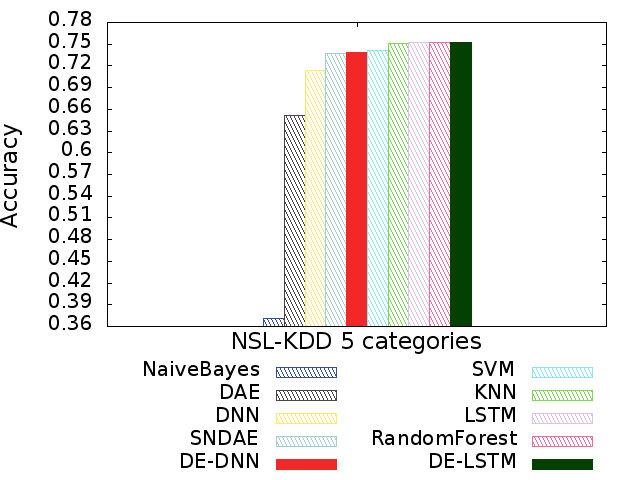 0.78
0.75
0.72
0.69
0.66
0.63
0.6
0.57
0.54
0.51
0.48
0.45
0.42
0.39
0.36
Accuracy
NSL-KDD 5 categories
NaiveBayes
DAE
DNN
SNDAE
DE-DNN
SVM
KNN
LSTM
RandomForest
DE-LSTM